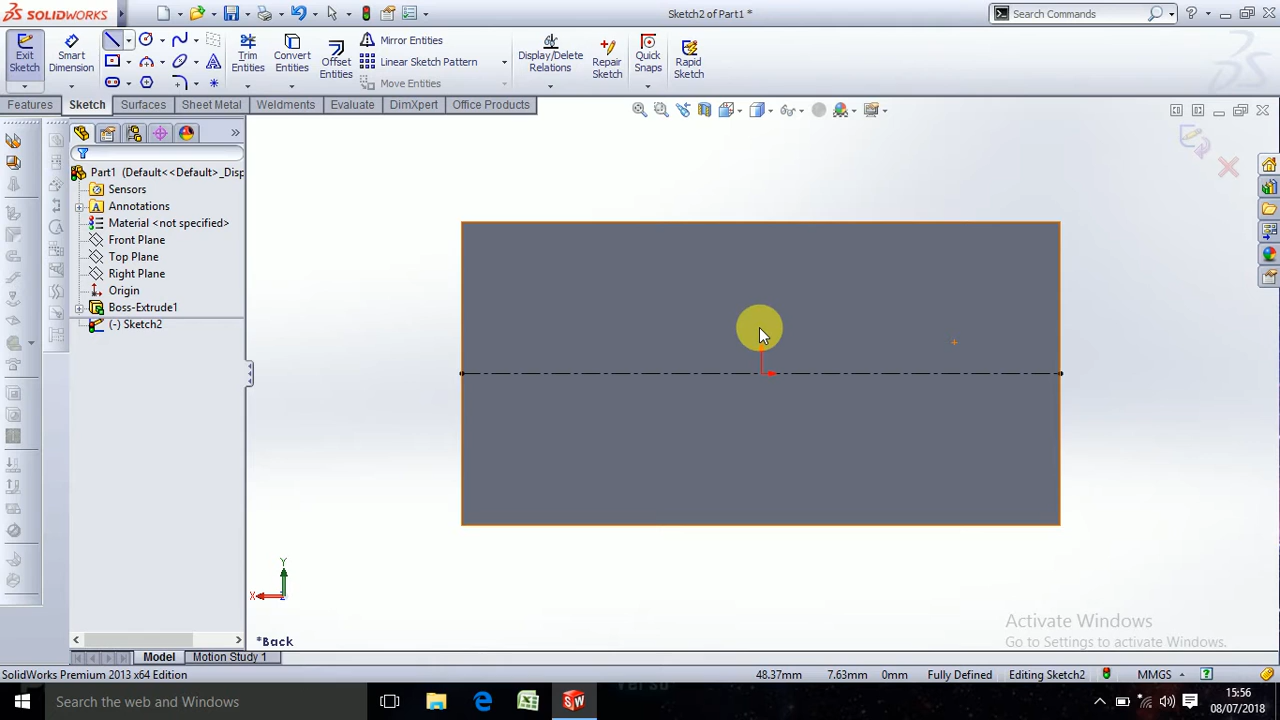 SOLIDWORKS
Sketch2 of Part1 *
Search Commands
Exit Sketch
Smart Dimension
Trim Entities
Convert Entities
Offset Entities
Mirror Entities
Linear Sketch Pattern
Move Entities
Display/Delete Relations
Repair Sketch
Quick Snaps
Rapid Sketch
Features
Sketch
Surfaces
Sheet Metal
Weldments
Evaluate
DimXpert
Office Products
Part1 (Default<<Default>_Disp
Sensors
Annotations
Material <not specified>
Front Plane
Top Plane
Right Plane
Origin
Boss-Extrude1
(-) Sketch2
Y
X
*Back
Activate Windows
Go to Settings to activate Windows.
Model
Motion Study 1
SolidWorks Premium 2013 x64 Edition
48.37mm
7.63mm
0mm
Fully Defined
Editing Sketch2
MMGS
Search the web and Windows
15:56
08/07/2018